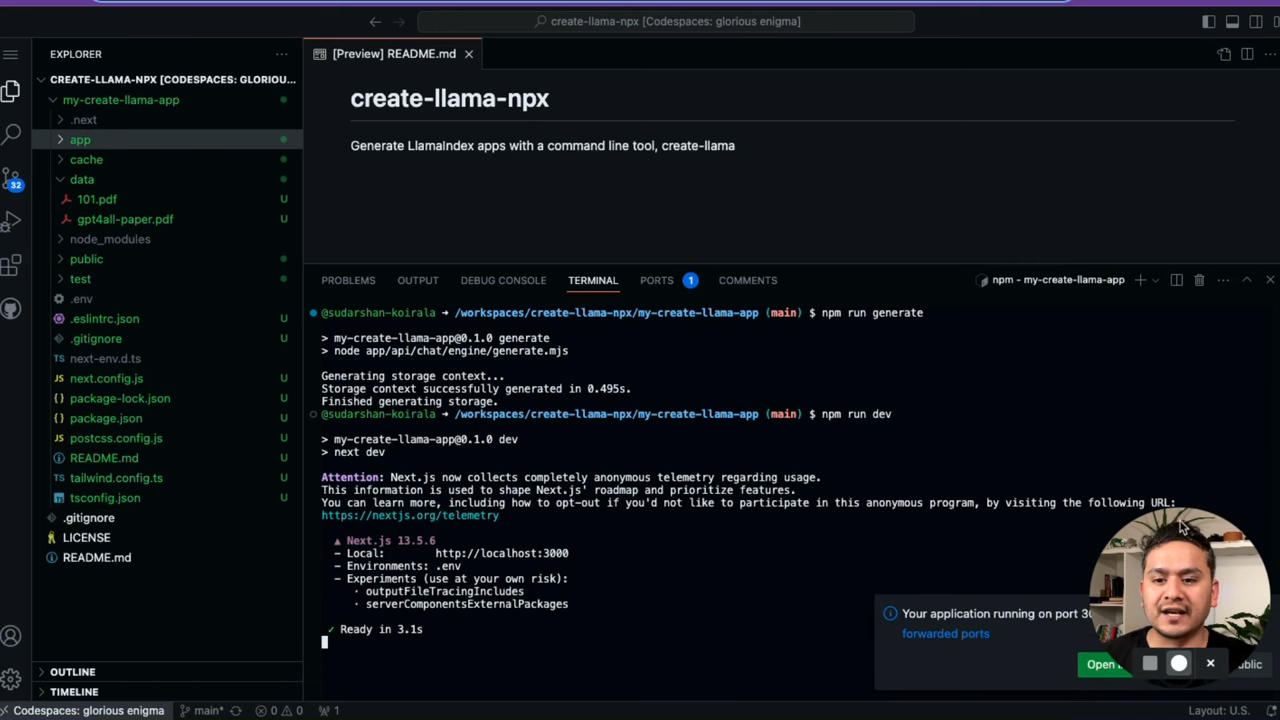 create-llama-npx [Codespaces: glorious enigma]
EXPLORER
[Preview] README.md
CREATE-LLAMA-NPX [CODESPACES: GLORIOU...
my-create-llama-app
.next
app
cache
data
101.pdf
U
gpt4all-paper.pdf
U
node_modules
public
test
.env
.eslintrc.json
U
.gitignore
U
next-env.d.ts
next.config.js
U
package-lock.json
U
package.json
U
postcss.config.js
U
README.md
U
tailwind.config.ts
U
tsconfig.json
U
.gitignore
LICENSE
README.md
OUTLINE
TIMELINE
32
create-llama-npx
Generate LlamaIndex apps with a command line tool, create-llama
PROBLEMS OUTPUT DEBUG CONSOLE TERMINAL PORTS 1 COMMENTS
npm - my-create-llama-app
@sudarshan-koirala ➜ /workspaces/create-llama-npx/my-create-llama-app (main) $ npm run generate
> my-create-llama-app@0.1.0 generate
> node app/api/chat/engine/generate.mjs
Generating storage context...
Storage context successfully generated in 0.495s.
Finished generating storage.
@sudarshan-koirala ➜ /workspaces/create-llama-npx/my-create-llama-app (main) $ npm run dev
> my-create-llama-app@0.1.0 dev
> next dev
Attention: Next.js now collects completely anonymous telemetry regarding usage.
This information is used to shape Next.js' roadmap and prioritize features.
You can learn more, including how to opt-out if you'd not like to participate in this anonymous program, by visiting the following URL:
https://nextjs.org/telemetry
▲ Next.js 13.5.6
- Local: http://localhost:3000
- Environments: .env
- Experiments (use at your own risk):
· outputFileTracingIncludes
· serverComponentsExternalPackages
✓ Ready in 3.1s
Your application running on port
forwarded ports
Open
Codespaces: glorious enigma
main*
0
0
1
Layout: U.S.